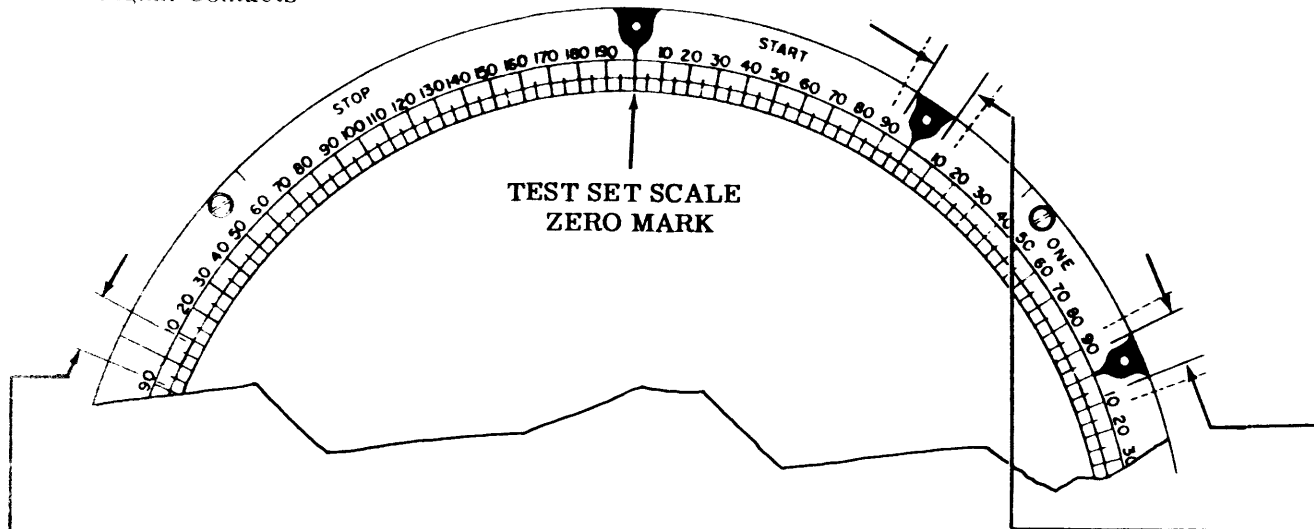 Contacts
STOP
START
ONE
90 10 20 30 40 50 60 70 80 90 100 110 120 130 140 150 160 170 180 190
10 20 30 40 50 60 70 80 90
10 20 30 40 50 60 70 80 90
10 20 30
TEST SET SCALE
ZERO MARK